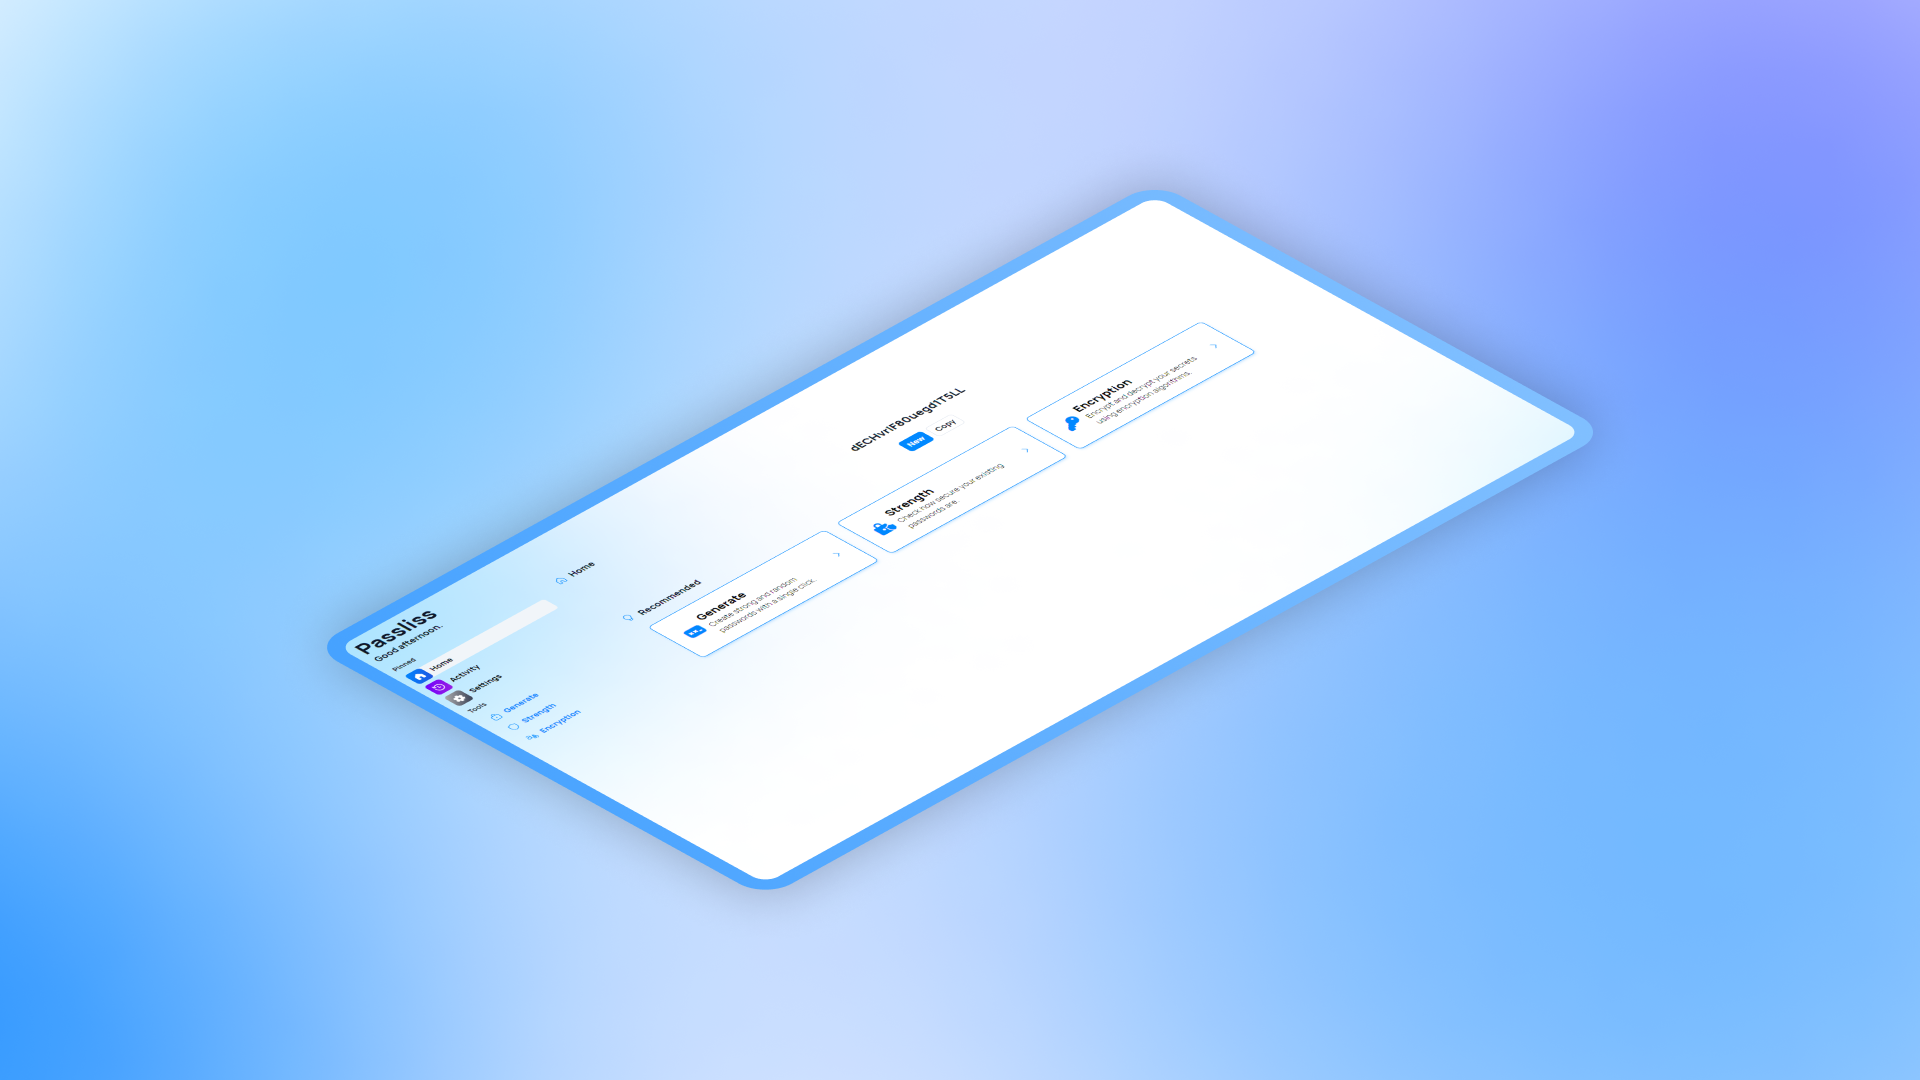 Passliss
Good afternoon.
Pinned
Home
Activity
Settings
Tools
Generate
Strength
Encryption
Home
New
Copy
Recommended
Generate
Create strong and random
passwords with a single click.
Strength
Check how secure your existing
passwords are.
Encryption
Encrypt and decrypt your secrets
using encryption algorithms.